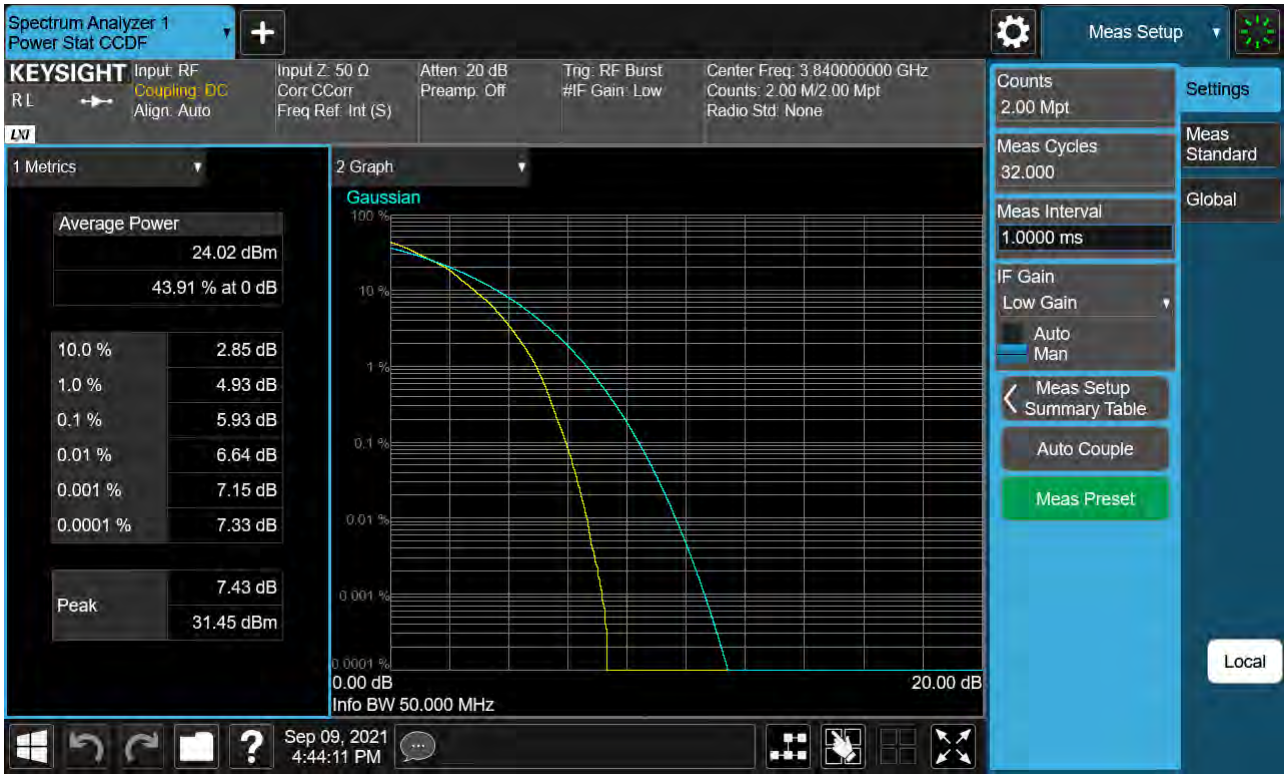 Spectrum Analyzer 1
Power Stat CCDF
+
Meas Setup
KEYSIGHT
R L
LXI
Input: RF
Coupling: DC
Align: Auto
Input Z: 50 Ω
Corr CCorr
Freq Ref: Int (S)
Atten: 20 dB
Preamp: Off
Trig: RF Burst
#IF Gain: Low
Center Freq: 3.840000000 GHz
Counts: 2.00 M/2.00 Mpt
Radio Std: None
1 Metrics
Average Power
24.02 dBm
43.91 % at 0 dB
10.0 % 2.85 dB
1.0 % 4.93 dB
0.1 % 5.93 dB
0.01 % 6.64 dB
0.001 % 7.15 dB
0.0001 % 7.33 dB
Peak
7.43 dB
31.45 dBm
2 Graph
Gaussian
100 %
10 %
1 %
0.1 %
0.01 %
0.001 %
0.0001 %
0.00 dB 20.00 dB
Info BW 50.000 MHz
Counts
2.00 Mpt
Meas Cycles
32.000
Meas Interval
1.0000 ms
IF Gain
Low Gain
Auto
Man
Meas Setup
Summary Table
Auto Couple
Meas Preset
Settings
Meas
Standard
Global
Local
?
Sep 09, 2021
4:44:11 PM